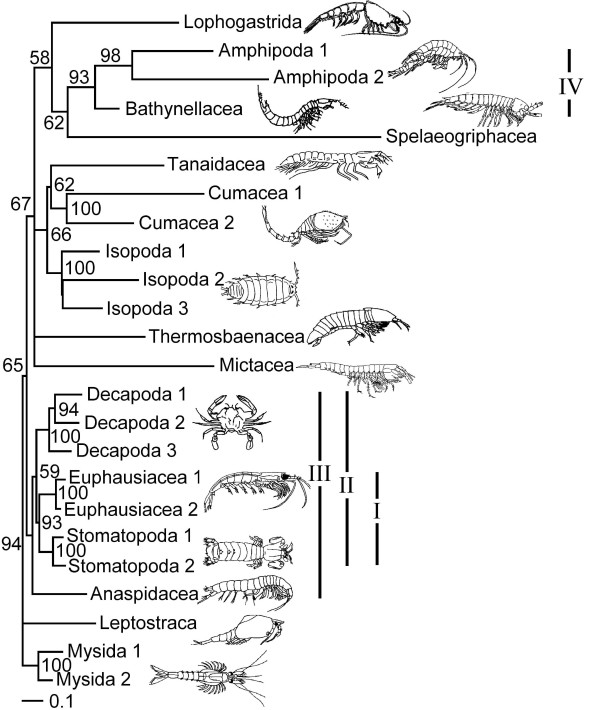 Lophogastrida
58
98
Amphipoda 1
Amphipoda 2
93
IV
Bathynellacea
62
Spelaeogriphacea
Tanaidacea
62
Cumacea 1
67
100
Cumacea 2
66
Isopoda 1
100
Isopoda 2
Isopoda 3
Thermosbaenacea
65
Mictacea
Decapoda 1
94
Decapoda 2
100
Decapoda 3
59
Euphausiacea 1
III
II
100
Euphausiacea 2
I
93
Stomatopoda 1
94
100
Stomatopoda 2
Anaspidacea
Leptostraca
Mysida 1
100
Mysida 2
0.1